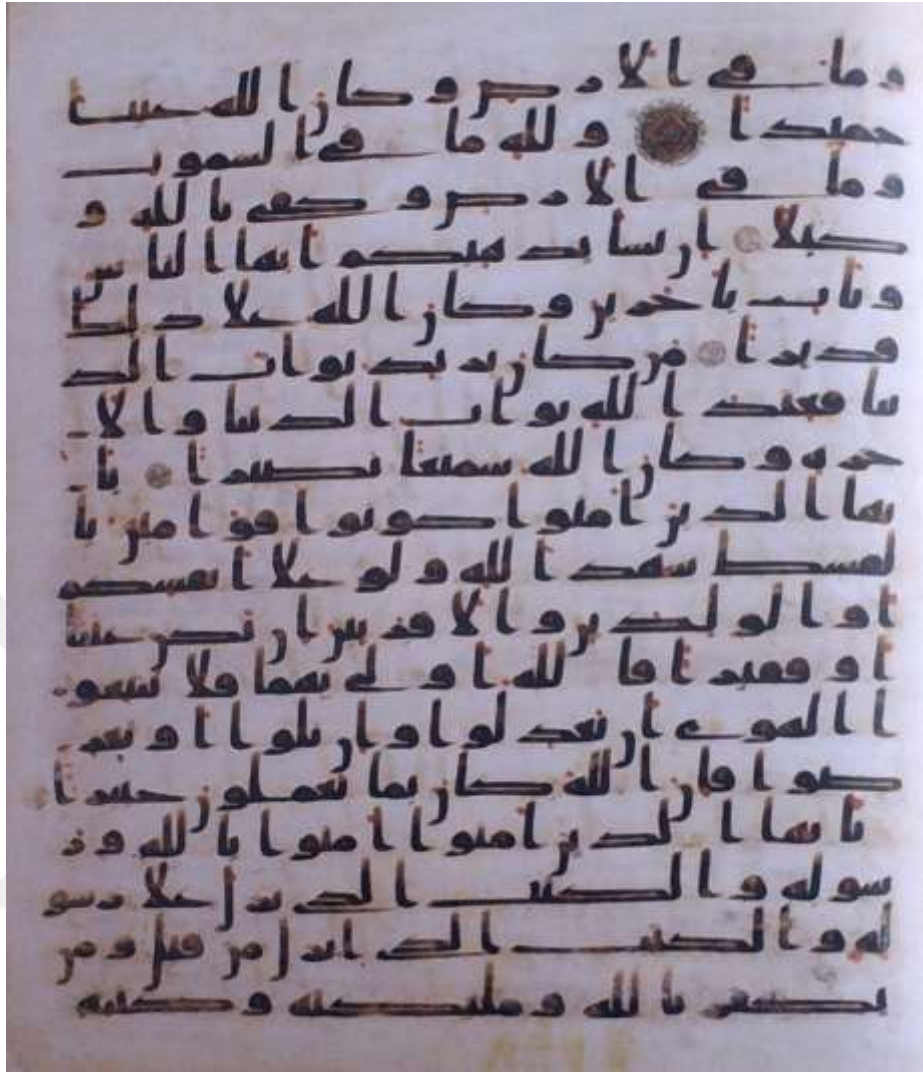 وما في الارض وكان الله غنيا
حميدا ولله ما في السموت
وما في الارض وكفى بالله و
كيلا ان يشا يذهبكم ايها الناس
ويات باخرين وكان الله على ذلك
قديرا من كان يريد ثواب الد
نيا فعند الله ثواب الدنيا والا
خرة وكان الله سميعا بصيرا يا
يها الذين امنوا كونوا قومين با
لقسط شهدا لله ولو على انفسكم
او الولدين والاقربين ان يكن غنيا
او فقيرا فالله اولى بهما فلا تتبعو
ا الهوى ان تعدلوا وان تلوا او تعر
ضوا فان الله كان بما تعملون خبيرا
يايها الذين امنوا امنوا بالله ور
سوله والكتب الذي نزل على رسو
له والكتب الذي انزل من قبل ومن
يكفر بالله وملئكته وكتبه